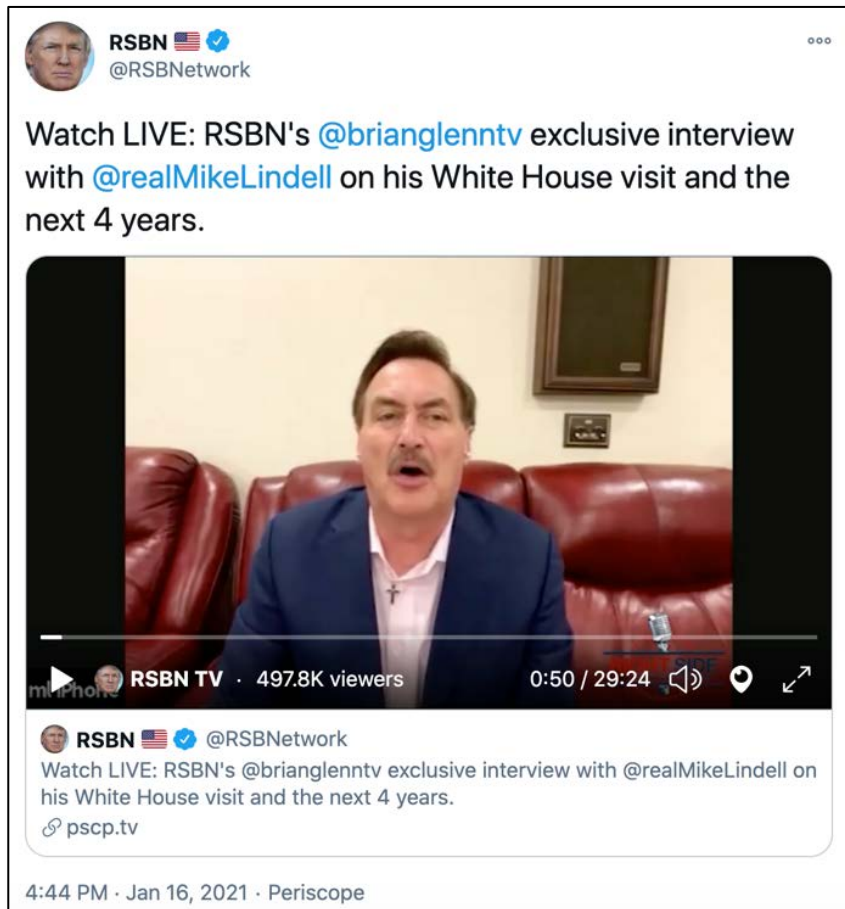 RSBN
@RSBNetwork
Watch LIVE: RSBN's @brianglenntv exclusive interview
with @realMikeLindell on his White House visit and the
next 4 years.
SIDE
RSBN TV · 497.8K viewers 0:50 / 29:24
RSBN @RSBNetwork
Watch LIVE: RSBN's @brianglenntv exclusive interview with @realMikeLindell on
his White House visit and the next 4 years.
pscp.tv
4:44 PM · Jan 16, 2021 · Periscope